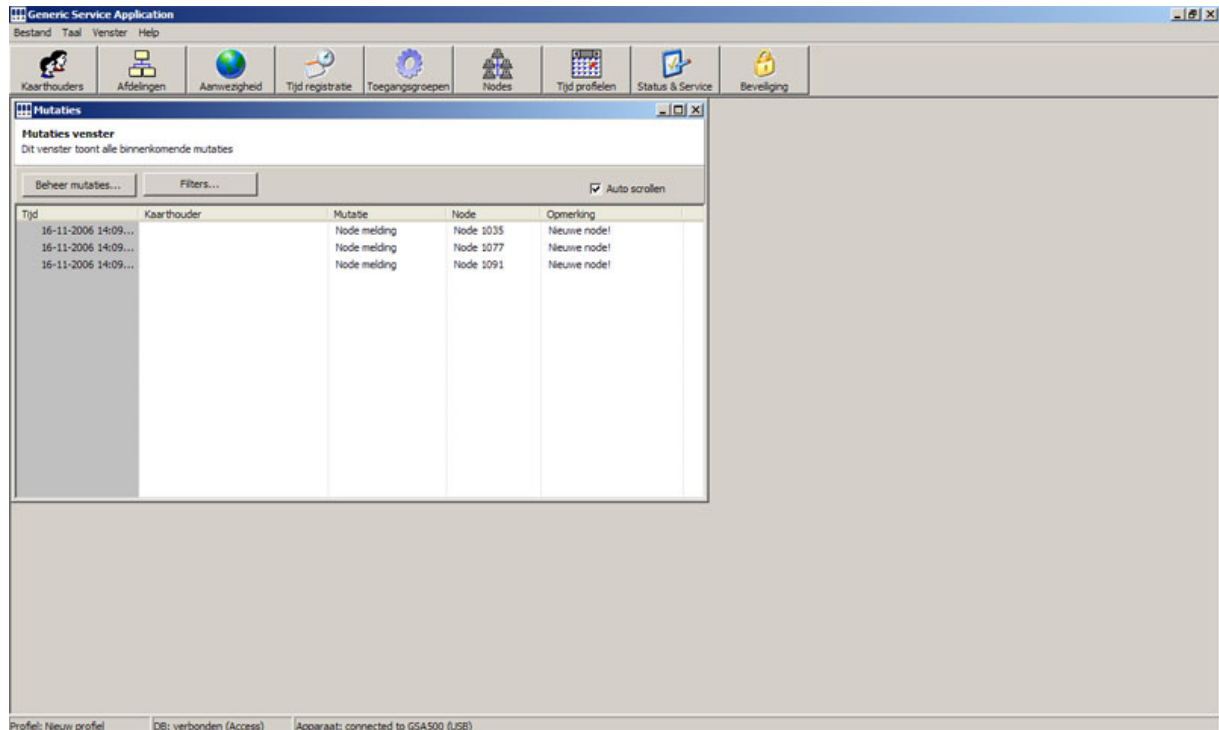 Generic Service Application
Bestand Taal Venster Help
Kaarthouders Afdelingen Aanwezigheid Tijd registratie Toegangsgroepen Nodes Tijd profielen Status & Service Beveiliging
Mutaties
Mutaties venster
Dit venster toont alle binnenkomende mutaties
Beheer mutaties... Filters... Auto scrollen
Tijd Kaarthouder Mutatie Node Opmerking
16-11-2006 14:09... Node melding Node 1035 Nieuwe node!
16-11-2006 14:09... Node melding Node 1077 Nieuwe node!
16-11-2006 14:09... Node melding Node 1091 Nieuwe node!
Profiel: Nieuw profiel DB: verbonden (Access) Apparaat: connected to GSA500 (USB)